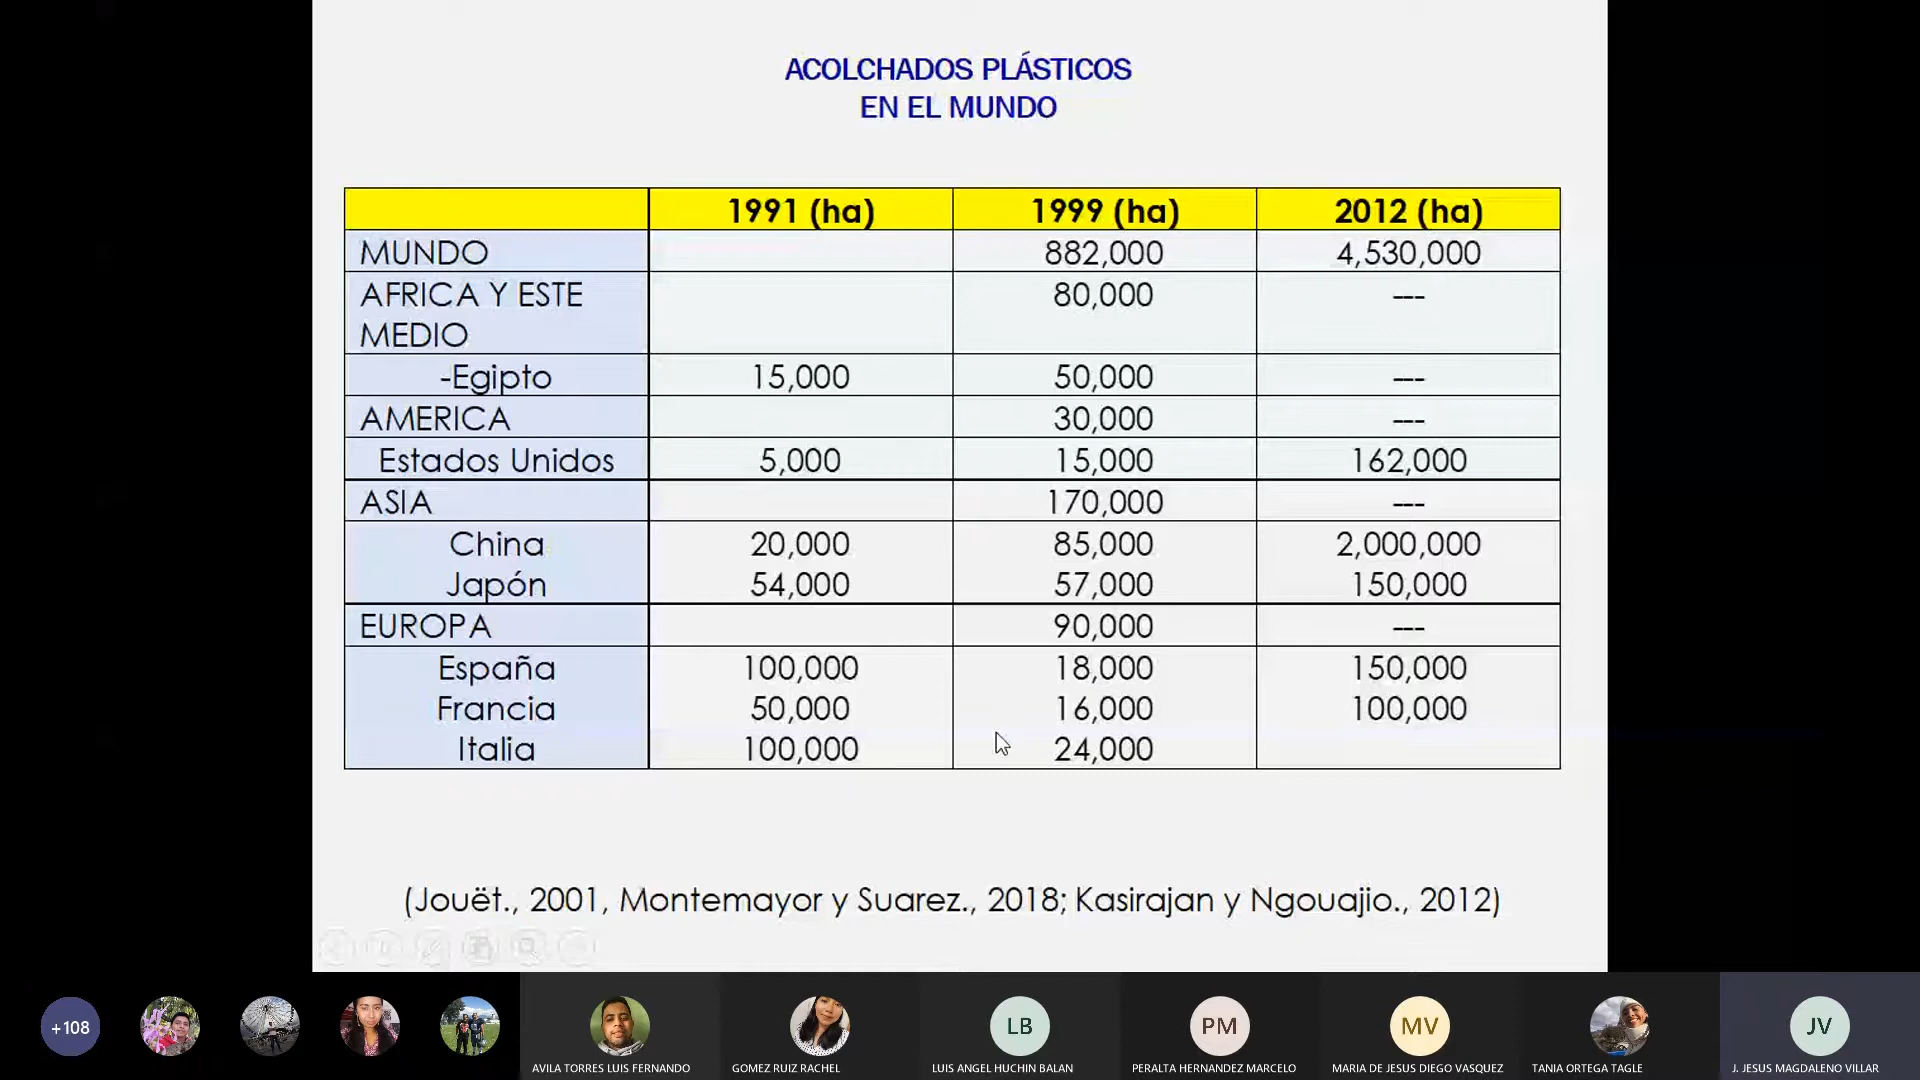 ACOLCHADOS PLÁSTICOS
EN EL MUNDO
1991 (ha) 1999 (ha) 2012 (ha)
MUNDO 882,000 4,530,000
AFRICA Y ESTE 80,000 ---
MEDIO
-Egipto 15,000 50,000 ---
AMERICA 30,000 ---
Estados Unidos 5,000 15,000 162,000
ASIA 170,000 ---
China 20,000 85,000 2,000,000
Japón 54,000 57,000 150,000
EUROPA 90,000 ---
España 100,000 18,000 150,000
Francia 50,000 16,000 100,000
Italia 100,000 24,000
(Jouët., 2001, Montemayor y Suarez., 2018; Kasirajan y Ngouajio., 2012)
+108 LB PM MV JV
AVILA TORRES LUIS FERNANDO GOMEZ RUIZ RACHEL LUIS ANGEL HUCHIN BALAN PERALTA HERNANDEZ MARCELO MARIA DE JESUS DIEGO VASQUEZ TANIA ORTEGA TAGLE J. JESUS MAGDALENO VILLAR